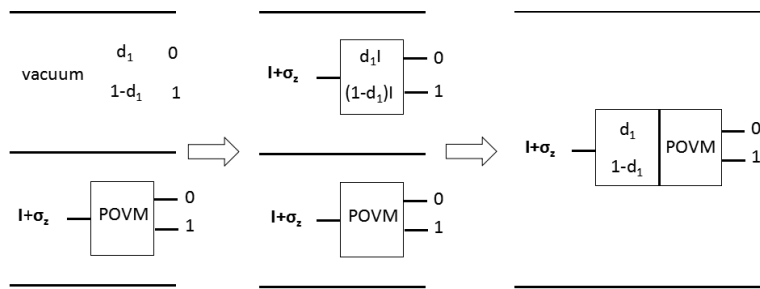 vacuum
d₁ 0
1-d₁ 1
I+σz
POVM
0
1
I+σz
d₁I
(1-d₁)I
0
1
I+σz
POVM
0
1
I+σz
d₁
1-d₁
POVM
0
1